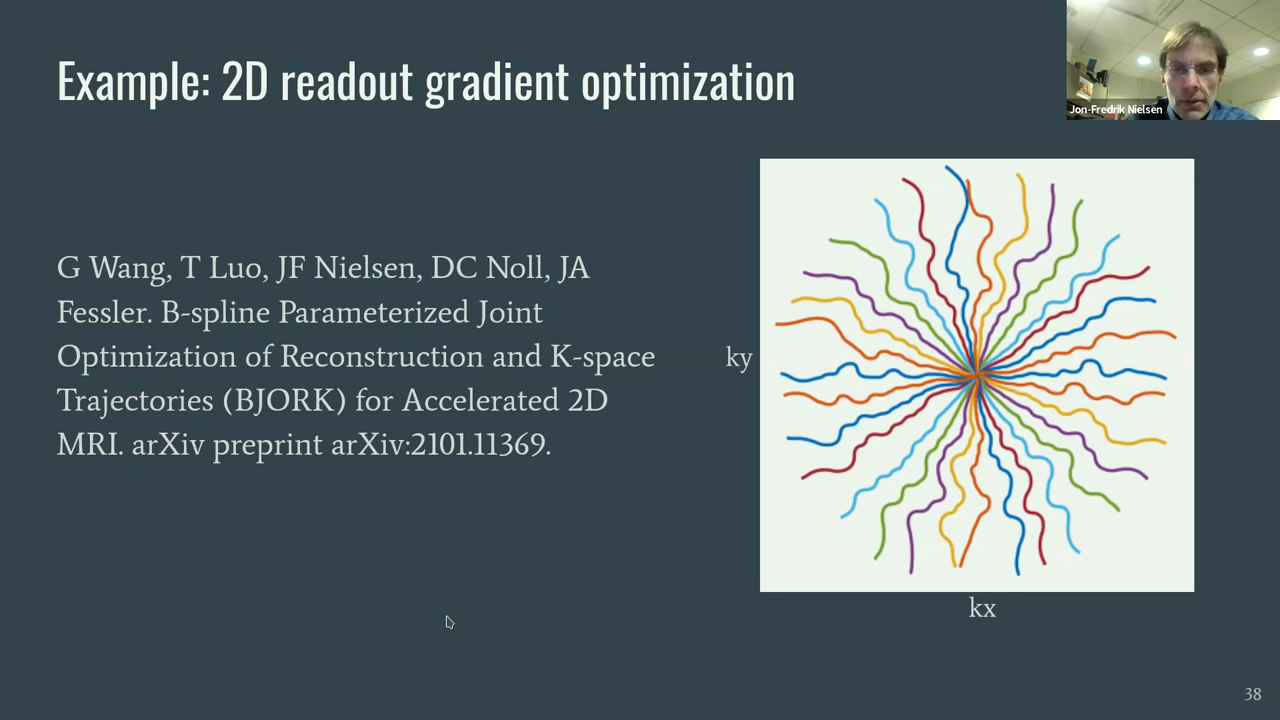 Example: 2D readout gradient optimization
Jon-Fredrik Nielsen
G Wang, T Luo, JF Nielsen, DC Noll, JA
Fessler. B-spline Parameterized Joint
Optimization of Reconstruction and K-space
Trajectories (BJORK) for Accelerated 2D
MRI. arXiv preprint arXiv:2101.11369.
ky
kx
38